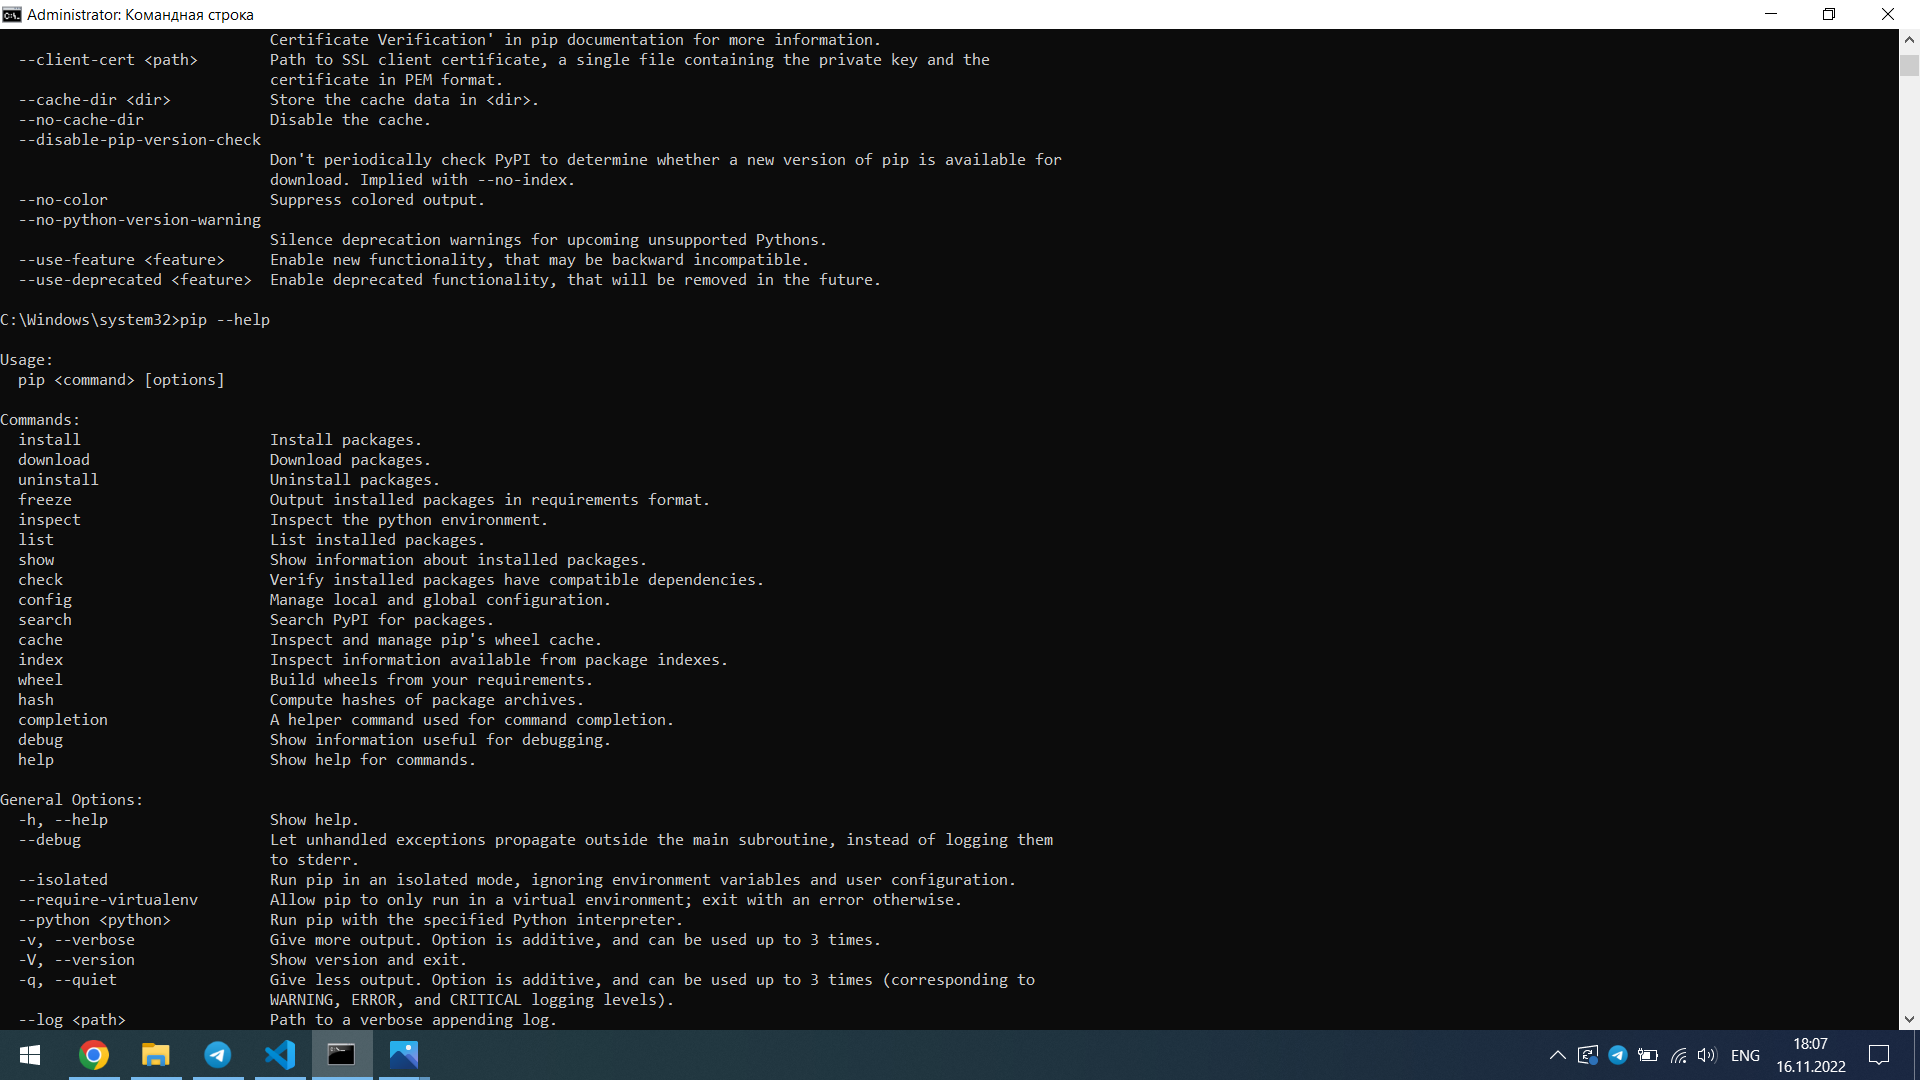 Administrator: Командная строка
Certificate Verification' in pip documentation for more information.
--client-cert <path> Path to SSL client certificate, a single file containing the private key and the
certificate in PEM format.
--cache-dir <dir> Store the cache data in <dir>.
--no-cache-dir Disable the cache.
--disable-pip-version-check
Don't periodically check PyPI to determine whether a new version of pip is available for
download. Implied with --no-index.
--no-color Suppress colored output.
--no-python-version-warning
Silence deprecation warnings for upcoming unsupported Pythons.
--use-feature <feature> Enable new functionality, that may be backward incompatible.
--use-deprecated <feature> Enable deprecated functionality, that will be removed in the future.
C:\Windows\system32>pip --help
Usage:
pip <command> [options]
Commands:
install Install packages.
download Download packages.
uninstall Uninstall packages.
freeze Output installed packages in requirements format.
inspect Inspect the python environment.
list List installed packages.
show Show information about installed packages.
check Verify installed packages have compatible dependencies.
config Manage local and global configuration.
search Search PyPI for packages.
cache Inspect and manage pip's wheel cache.
index Inspect information available from package indexes.
wheel Build wheels from your requirements.
hash Compute hashes of package archives.
completion A helper command used for command completion.
debug Show information useful for debugging.
help Show help for commands.
General Options:
-h, --help Show help.
--debug Let unhandled exceptions propagate outside the main subroutine, instead of logging them
to stderr.
--isolated Run pip in an isolated mode, ignoring environment variables and user configuration.
--require-virtualenv Allow pip to only run in a virtual environment; exit with an error otherwise.
--python <python> Run pip with the specified Python interpreter.
-v, --verbose Give more output. Option is additive, and can be used up to 3 times.
-V, --version Show version and exit.
-q, --quiet Give less output. Option is additive, and can be used up to 3 times (corresponding to
WARNING, ERROR, and CRITICAL logging levels).
--log <path> Path to a verbose appending log.
ENG
18:07
16.11.2022